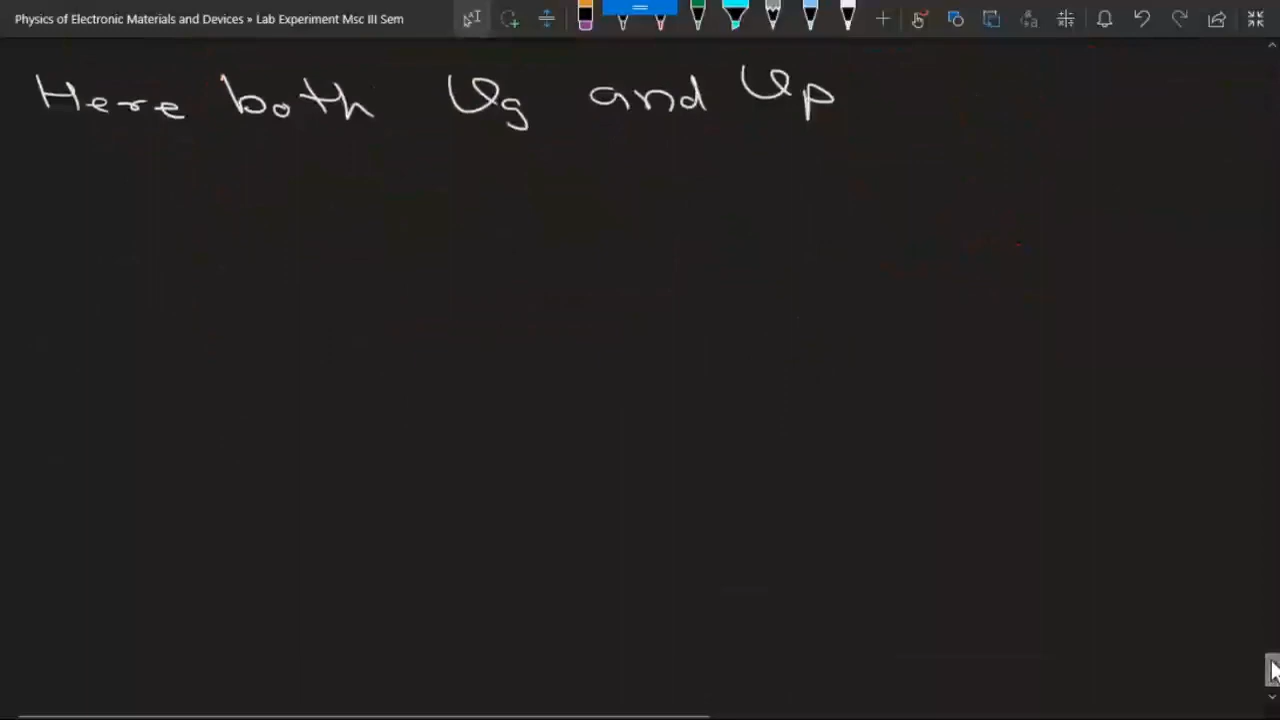 Physics of Electronic Materials and Devices » Lab Experiment Msc III Sem
Here both Vg and Vp